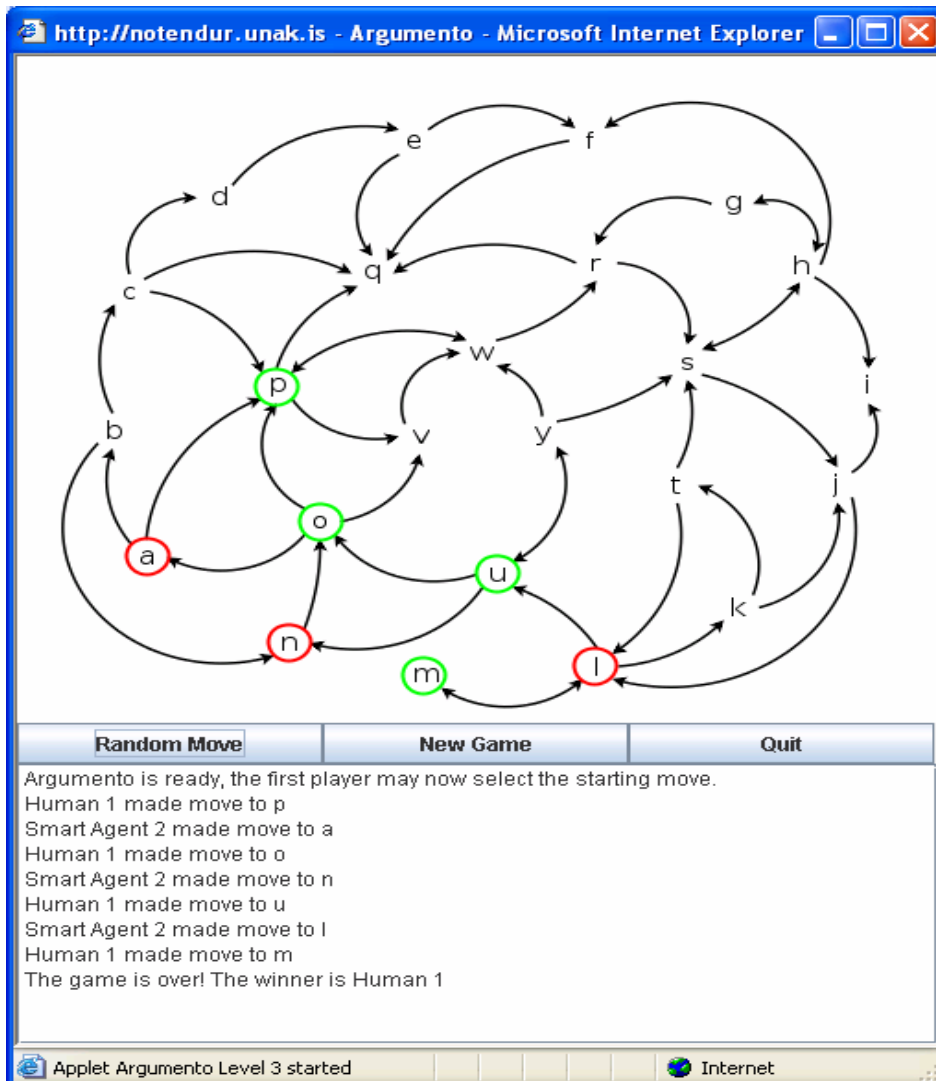 http://notendur.unak.is - Argumento - Microsoft Internet Explorer
e
f
d
g
q
r
h
c
w
s
p
i
b
v
y
j
t
o
a
u
k
n
m
l
Random Move New Game Quit
Argumento is ready, the first player may now select the starting move.
Human 1 made move to p
Smart Agent 2 made move to a
Human 1 made move to o
Smart Agent 2 made move to n
Human 1 made move to u
Smart Agent 2 made move to l
Human 1 made move to m
The game is over! The winner is Human 1
Applet Argumento Level 3 started Internet